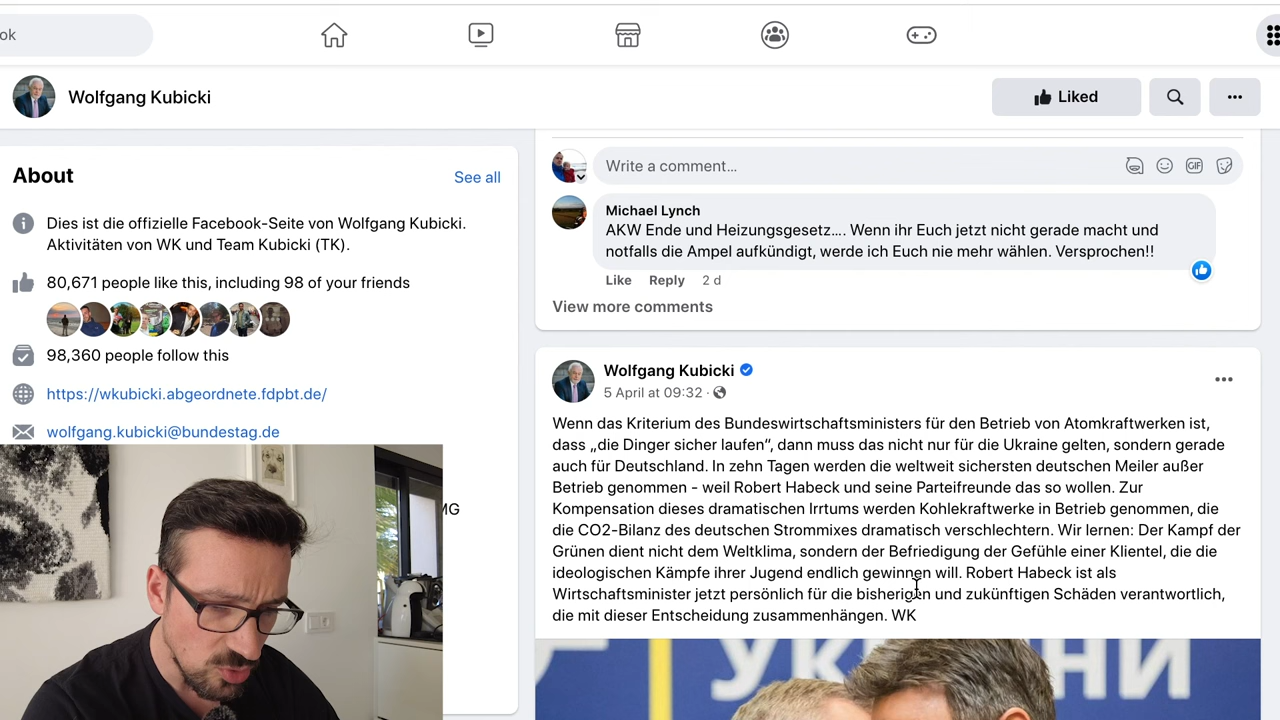 ok
Wolfgang Kubicki
Liked
About
See all
Dies ist die offizielle Facebook-Seite von Wolfgang Kubicki.
Aktivitäten von WK und Team Kubicki (TK).
80,671 people like this, including 98 of your friends
98,360 people follow this
https://wkubicki.abgeordnete.fdpbt.de/
wolfgang.kubicki@bundestag.de
MG
Write a comment...
GIF
Michael Lynch
AKW Ende und Heizungsgesetz…. Wenn ihr Euch jetzt nicht gerade macht und
notfalls die Ampel aufkündigt, werde ich Euch nie mehr wählen. Versprochen!!
Like Reply 2 d
View more comments
Wolfgang Kubicki
5 April at 09:32 ·
Wenn das Kriterium des Bundeswirtschaftsministers für den Betrieb von Atomkraftwerken ist,
dass „die Dinger sicher laufen“, dann muss das nicht nur für die Ukraine gelten, sondern gerade
auch für Deutschland. In zehn Tagen werden die weltweit sichersten deutschen Meiler außer
Betrieb genommen - weil Robert Habeck und seine Parteifreunde das so wollen. Zur
Kompensation dieses dramatischen Irrtums werden Kohlekraftwerke in Betrieb genommen, die
die CO2-Bilanz des deutschen Strommixes dramatisch verschlechtern. Wir lernen: Der Kampf der
Grünen dient nicht dem Weltklima, sondern der Befriedigung der Gefühle einer Klientel, die die
ideologischen Kämpfe ihrer Jugend endlich gewinnen will. Robert Habeck ist als
Wirtschaftsminister jetzt persönlich für die bisherigen und zukünftigen Schäden verantwortlich,
die mit dieser Entscheidung zusammenhängen. WK